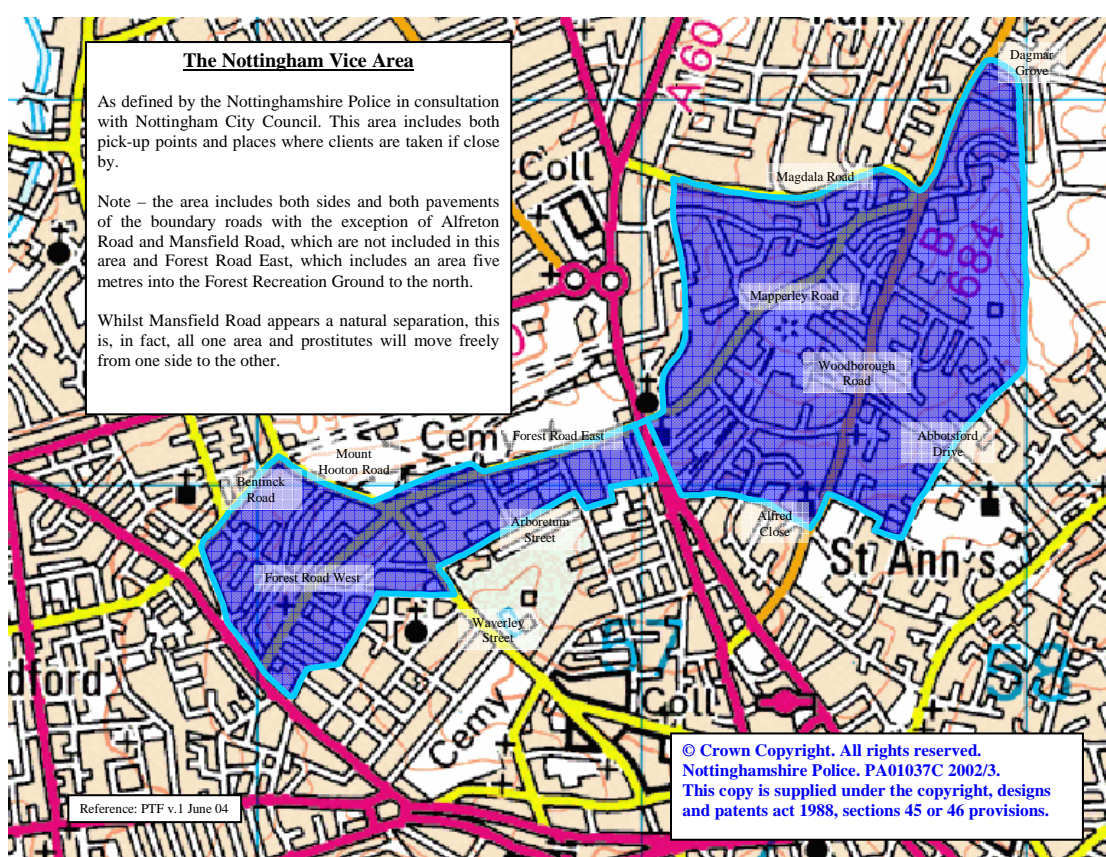 The Nottingham Vice Area
As defined by the Nottinghamshire Police in consultation
with Nottingham City Council. This area includes both
pick-up points and places where clients are taken if close
by.
Note – the area includes both sides and both pavements
of the boundary roads with the exception of Alfreton
Road and Mansfield Road, which are not included in this
area and Forest Road East, which includes an area five
metres into the Forest Recreation Ground to the north.
Whilst Mansfield Road appears a natural separation, this
is, in fact, all one area and prostitutes will move freely
from one side to the other.
Park
A 60
Dagmar
Grove
Coll
Magdala Road
B 684
Mapperley Road
Woodborough
Road
Cemy
Forest Road East
Mount
Hooton Road
Abbotsford
Drive
Bentinck
Road
Arboretum
Street
Alfred
Close
St Ann's
Forest Road West
Waverley
Street
57
58
dford
Coll
Cemy
© Crown Copyright. All rights reserved.
Nottinghamshire Police. PA01037C 2002/3.
This copy is supplied under the copyright, designs
and patents act 1988, sections 45 or 46 provisions.
Reference: PTF v.1 June 04